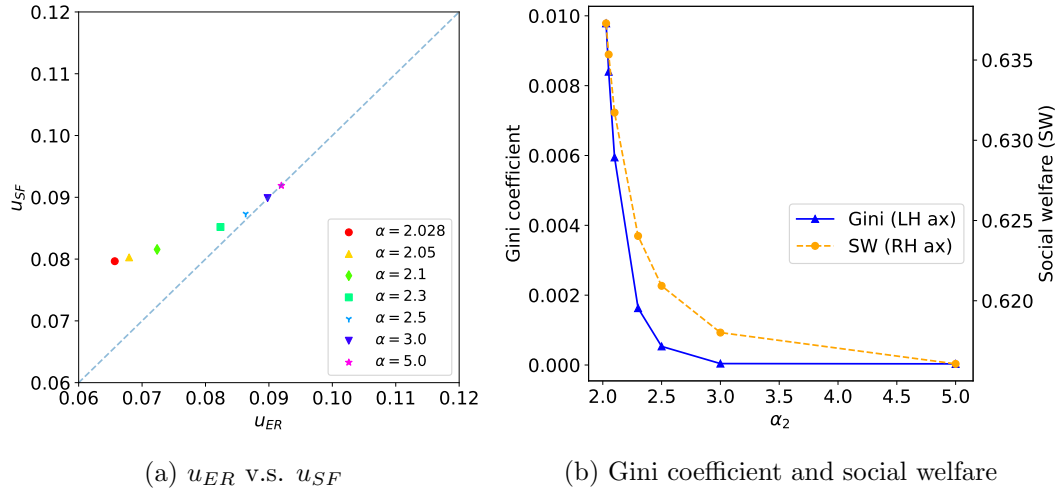 0.12
0.11
0.10
0.09
0.08
0.07
0.06
u_SF
0.06 0.07 0.08 0.09 0.10 0.11 0.12
u_ER
α = 2.028
α = 2.05
α = 2.1
α = 2.3
α = 2.5
α = 3.0
α = 5.0
(a) u_ER v.s. u_SF
0.010
0.008
0.006
0.004
0.002
0.000
Gini coefficient
2.0 2.5 3.0 3.5 4.0 4.5 5.0
α₂
Gini (LH ax)
SW (RH ax)
0.635
0.630
0.625
0.620
Social welfare (SW)
(b) Gini coefficient and social welfare